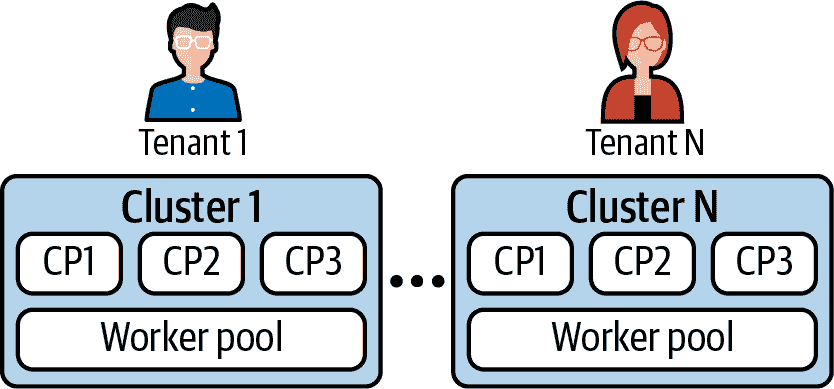 Tenant 1
Tenant N
Cluster 1
Cluster N
CP1 CP2 CP3
CP1 CP2 CP3
Worker pool
Worker pool